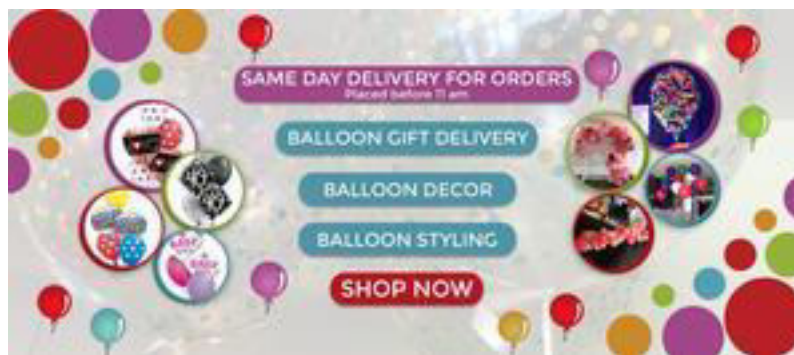 SAME DAY DELIVERY FOR ORDERS
Placed before 11 am
BALLOON GIFT DELIVERY
BALLOON DECOR
BALLOON STYLING
SHOP NOW